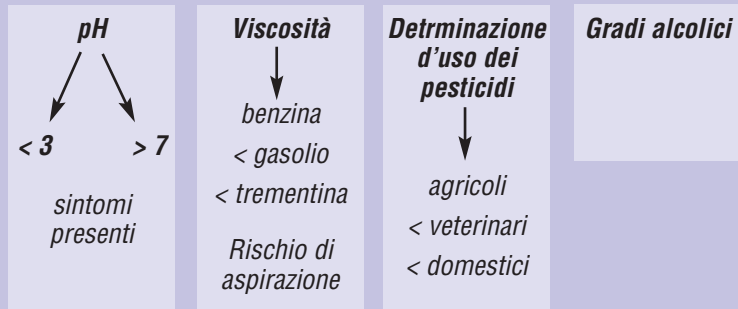 pH
< 3
> 7
sintomi
presenti
Viscosità
benzina
< gasolio
< trementina
Rischio di
aspirazione
Detrminazione
d'uso dei
pesticidi
agricoli
< veterinari
< domestici
Gradi alcolici